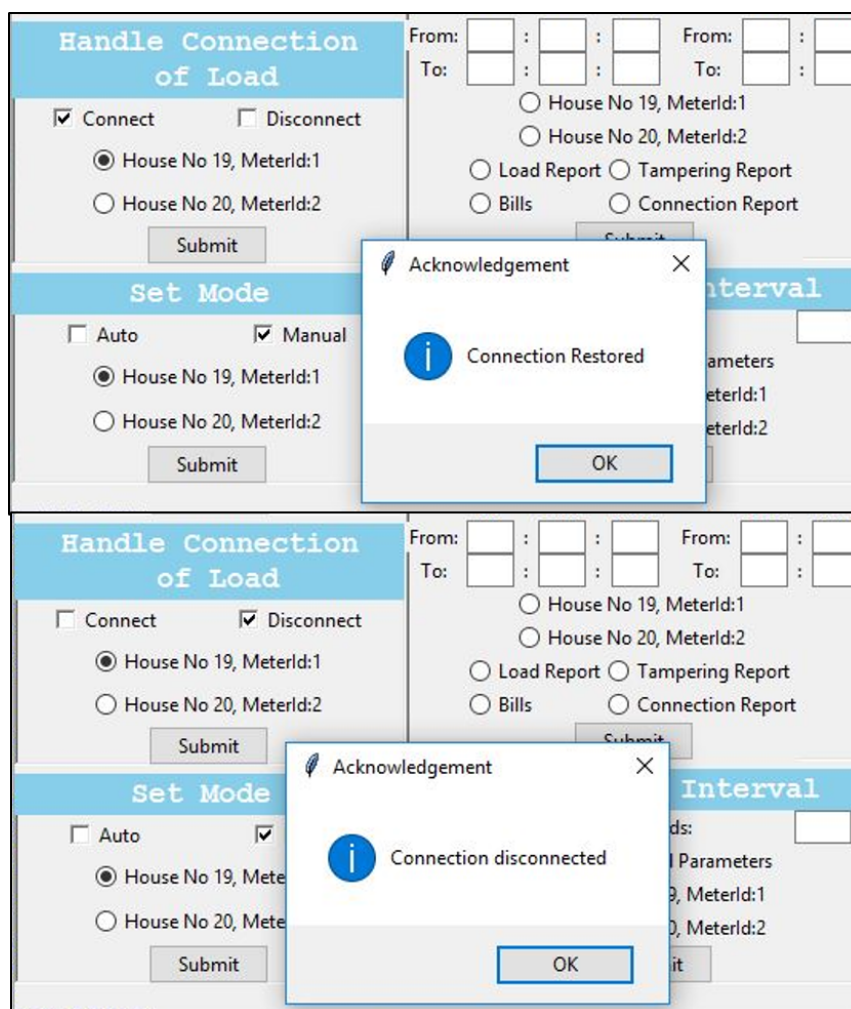 Handle Connection
of Load
Connect Disconnect
House No 19, MeterId:1
House No 20, MeterId:2
Submit
From: : : From: :
To: : : To: :
House No 19, MeterId:1
House No 20, MeterId:2
Load Report Tampering Report
Bills Connection Report
Submit
Set Mode
Auto Manual
House No 19, MeterId:1
House No 20, MeterId:2
Submit
Acknowledgement
Connection Restored
OK
nterval
ameters
eterId:1
eterId:2
Handle Connection
of Load
Connect Disconnect
House No 19, MeterId:1
House No 20, MeterId:2
Submit
From: : : From: :
To: : : To: :
House No 19, MeterId:1
House No 20, MeterId:2
Load Report Tampering Report
Bills Connection Report
Submit
Set Mode
Auto
House No 19, Mete
House No 20, Mete
Submit
Acknowledgement
Connection disconnected
OK
Interval
ds:
l Parameters
9, MeterId:1
0, MeterId:2
it